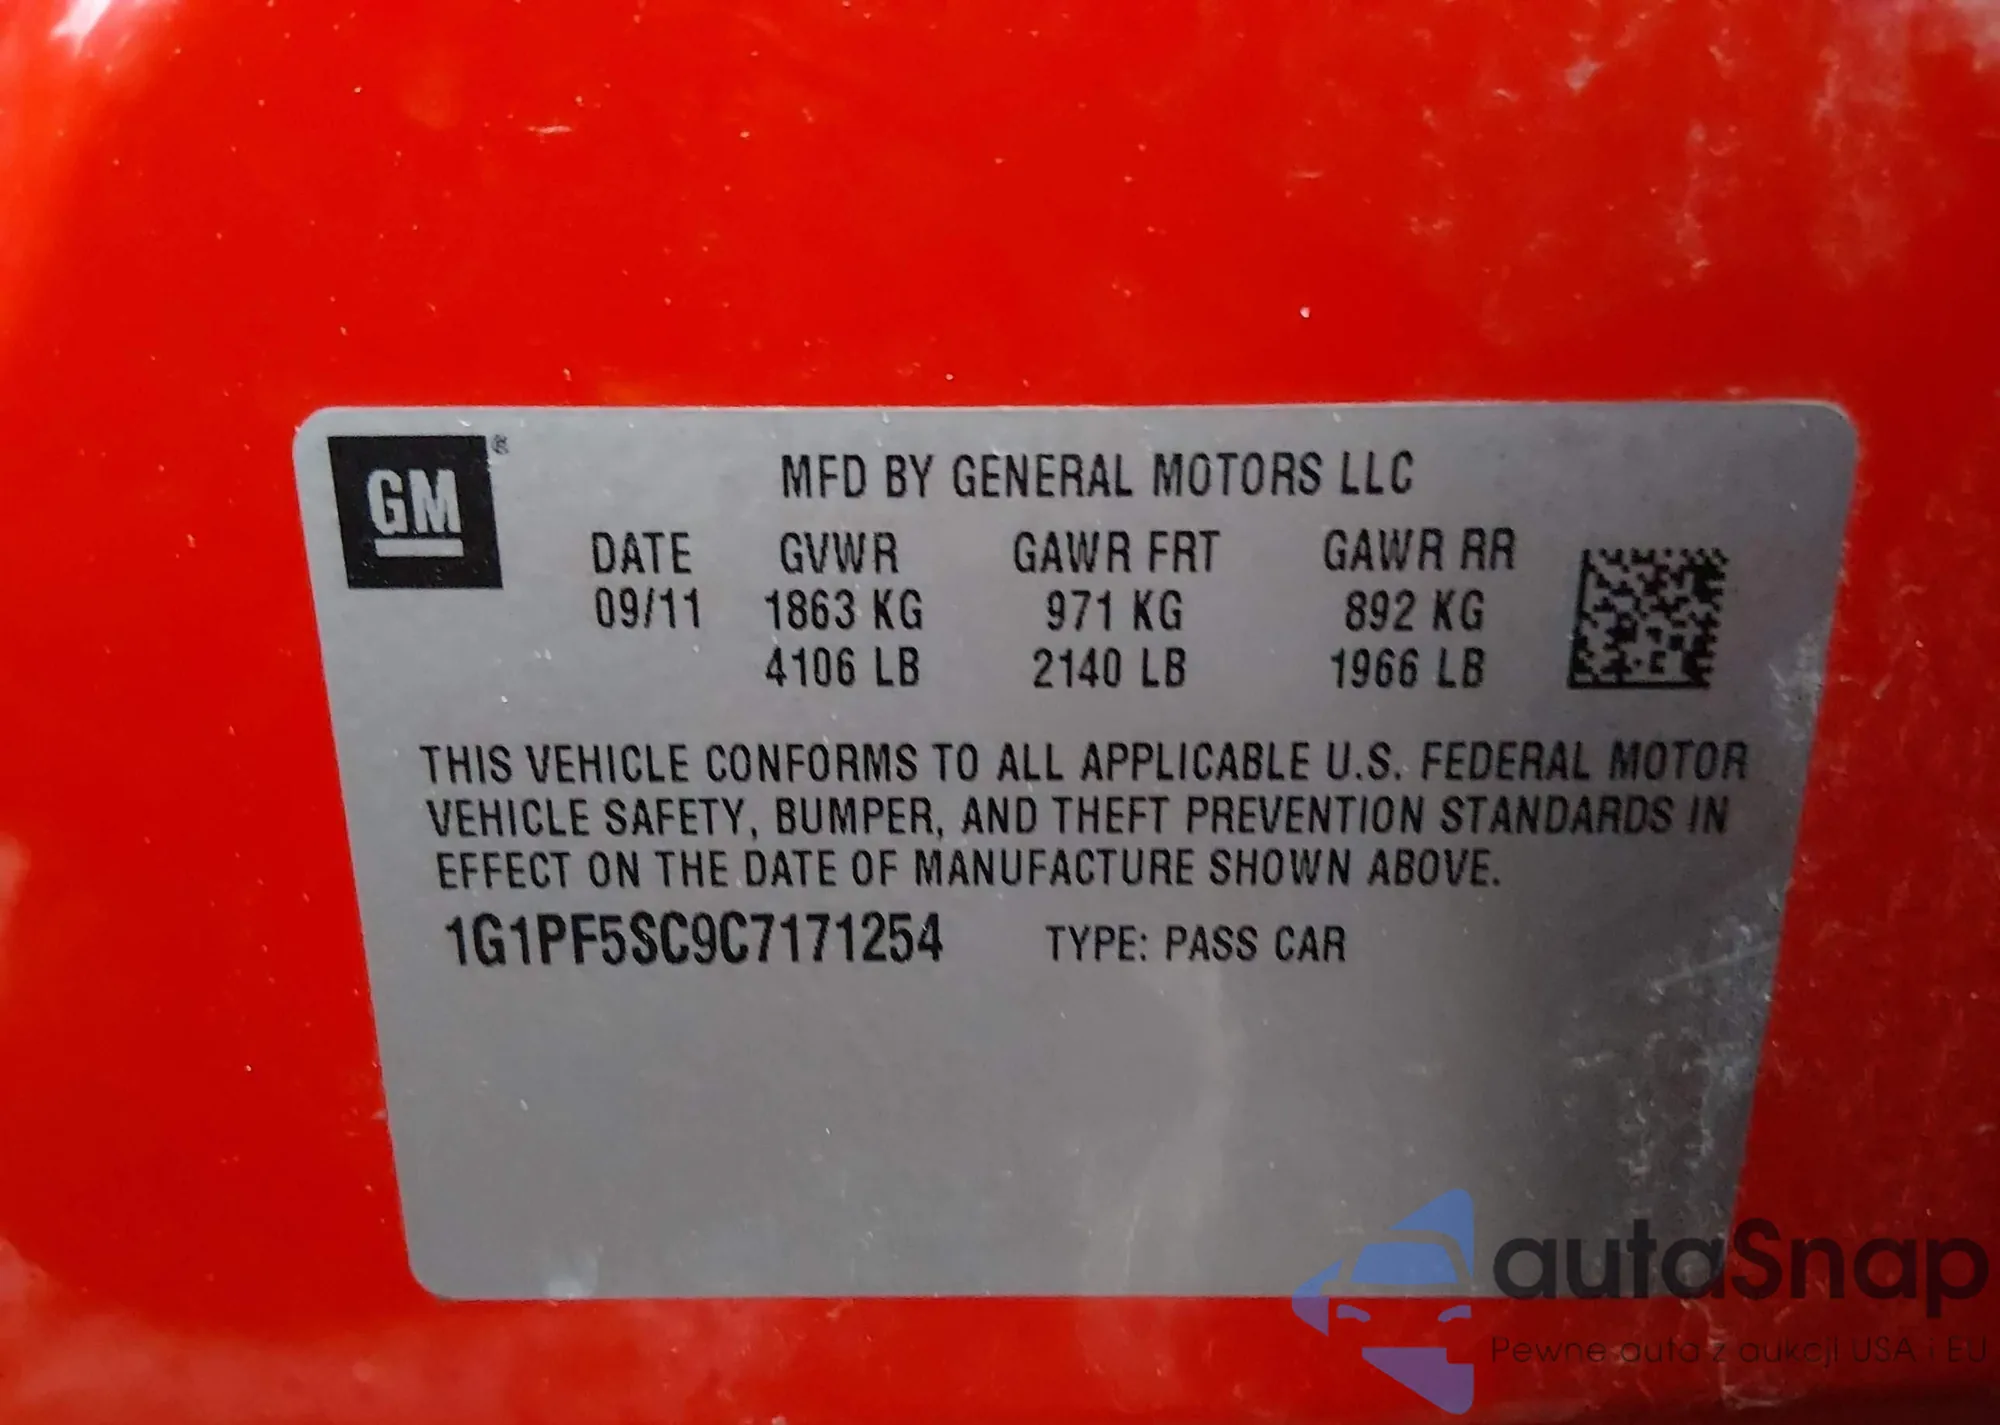 GM®
MFD BY GENERAL MOTORS LLC
DATE GVWR GAWR FRT GAWR RR
09/11 1863 KG 971 KG 892 KG
4106 LB 2140 LB 1966 LB
THIS VEHICLE CONFORMS TO ALL APPLICABLE U.S. FEDERAL MOTOR
VEHICLE SAFETY, BUMPER, AND THEFT PREVENTION STANDARDS IN
EFFECT ON THE DATE OF MANUFACTURE SHOWN ABOVE.
1G1PF5SC9C7171254 TYPE: PASS CAR
autaSnap
Pewne auta z aukcji USA i EU